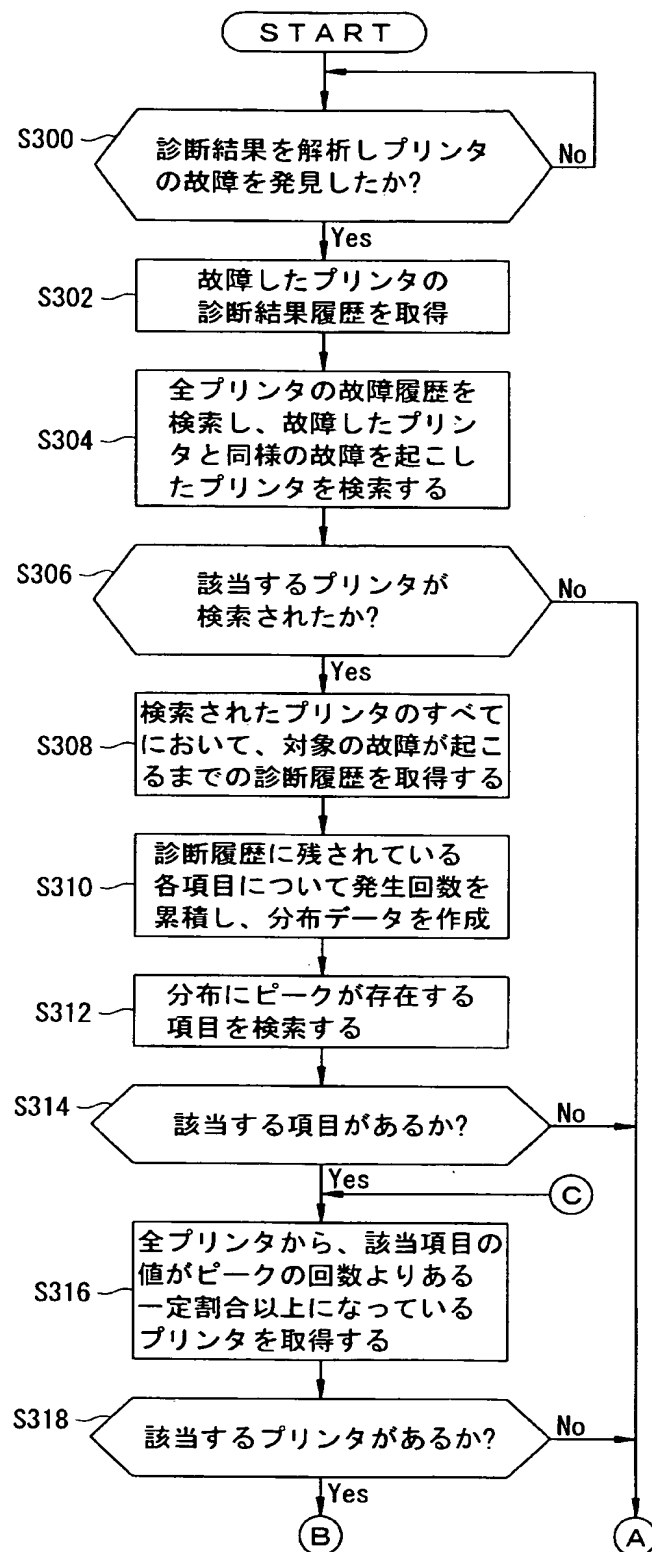 START
S300
診断結果を解析しプリンタ
の故障を発見したか?
No
Yes
S302
故障したプリンタの
診断結果履歴を取得
S304
全プリンタの故障履歴を
検索し、故障したプリン
タと同様の故障を起こし
たプリンタを検索する
S306
該当するプリンタが
検索されたか?
No
Yes
S308
検索されたプリンタのすべて
において、対象の故障が起こ
るまでの診断履歴を取得する
S310
診断履歴に残されている
各項目について発生回数を
累積し、分布データを作成
S312
分布にピークが存在する
項目を検索する
S314
該当する項目があるか?
No
Yes
C
S316
全プリンタから、該当項目の
値がピークの回数よりある
一定割合以上になっている
プリンタを取得する
S318
該当するプリンタがあるか?
No
Yes
B
A